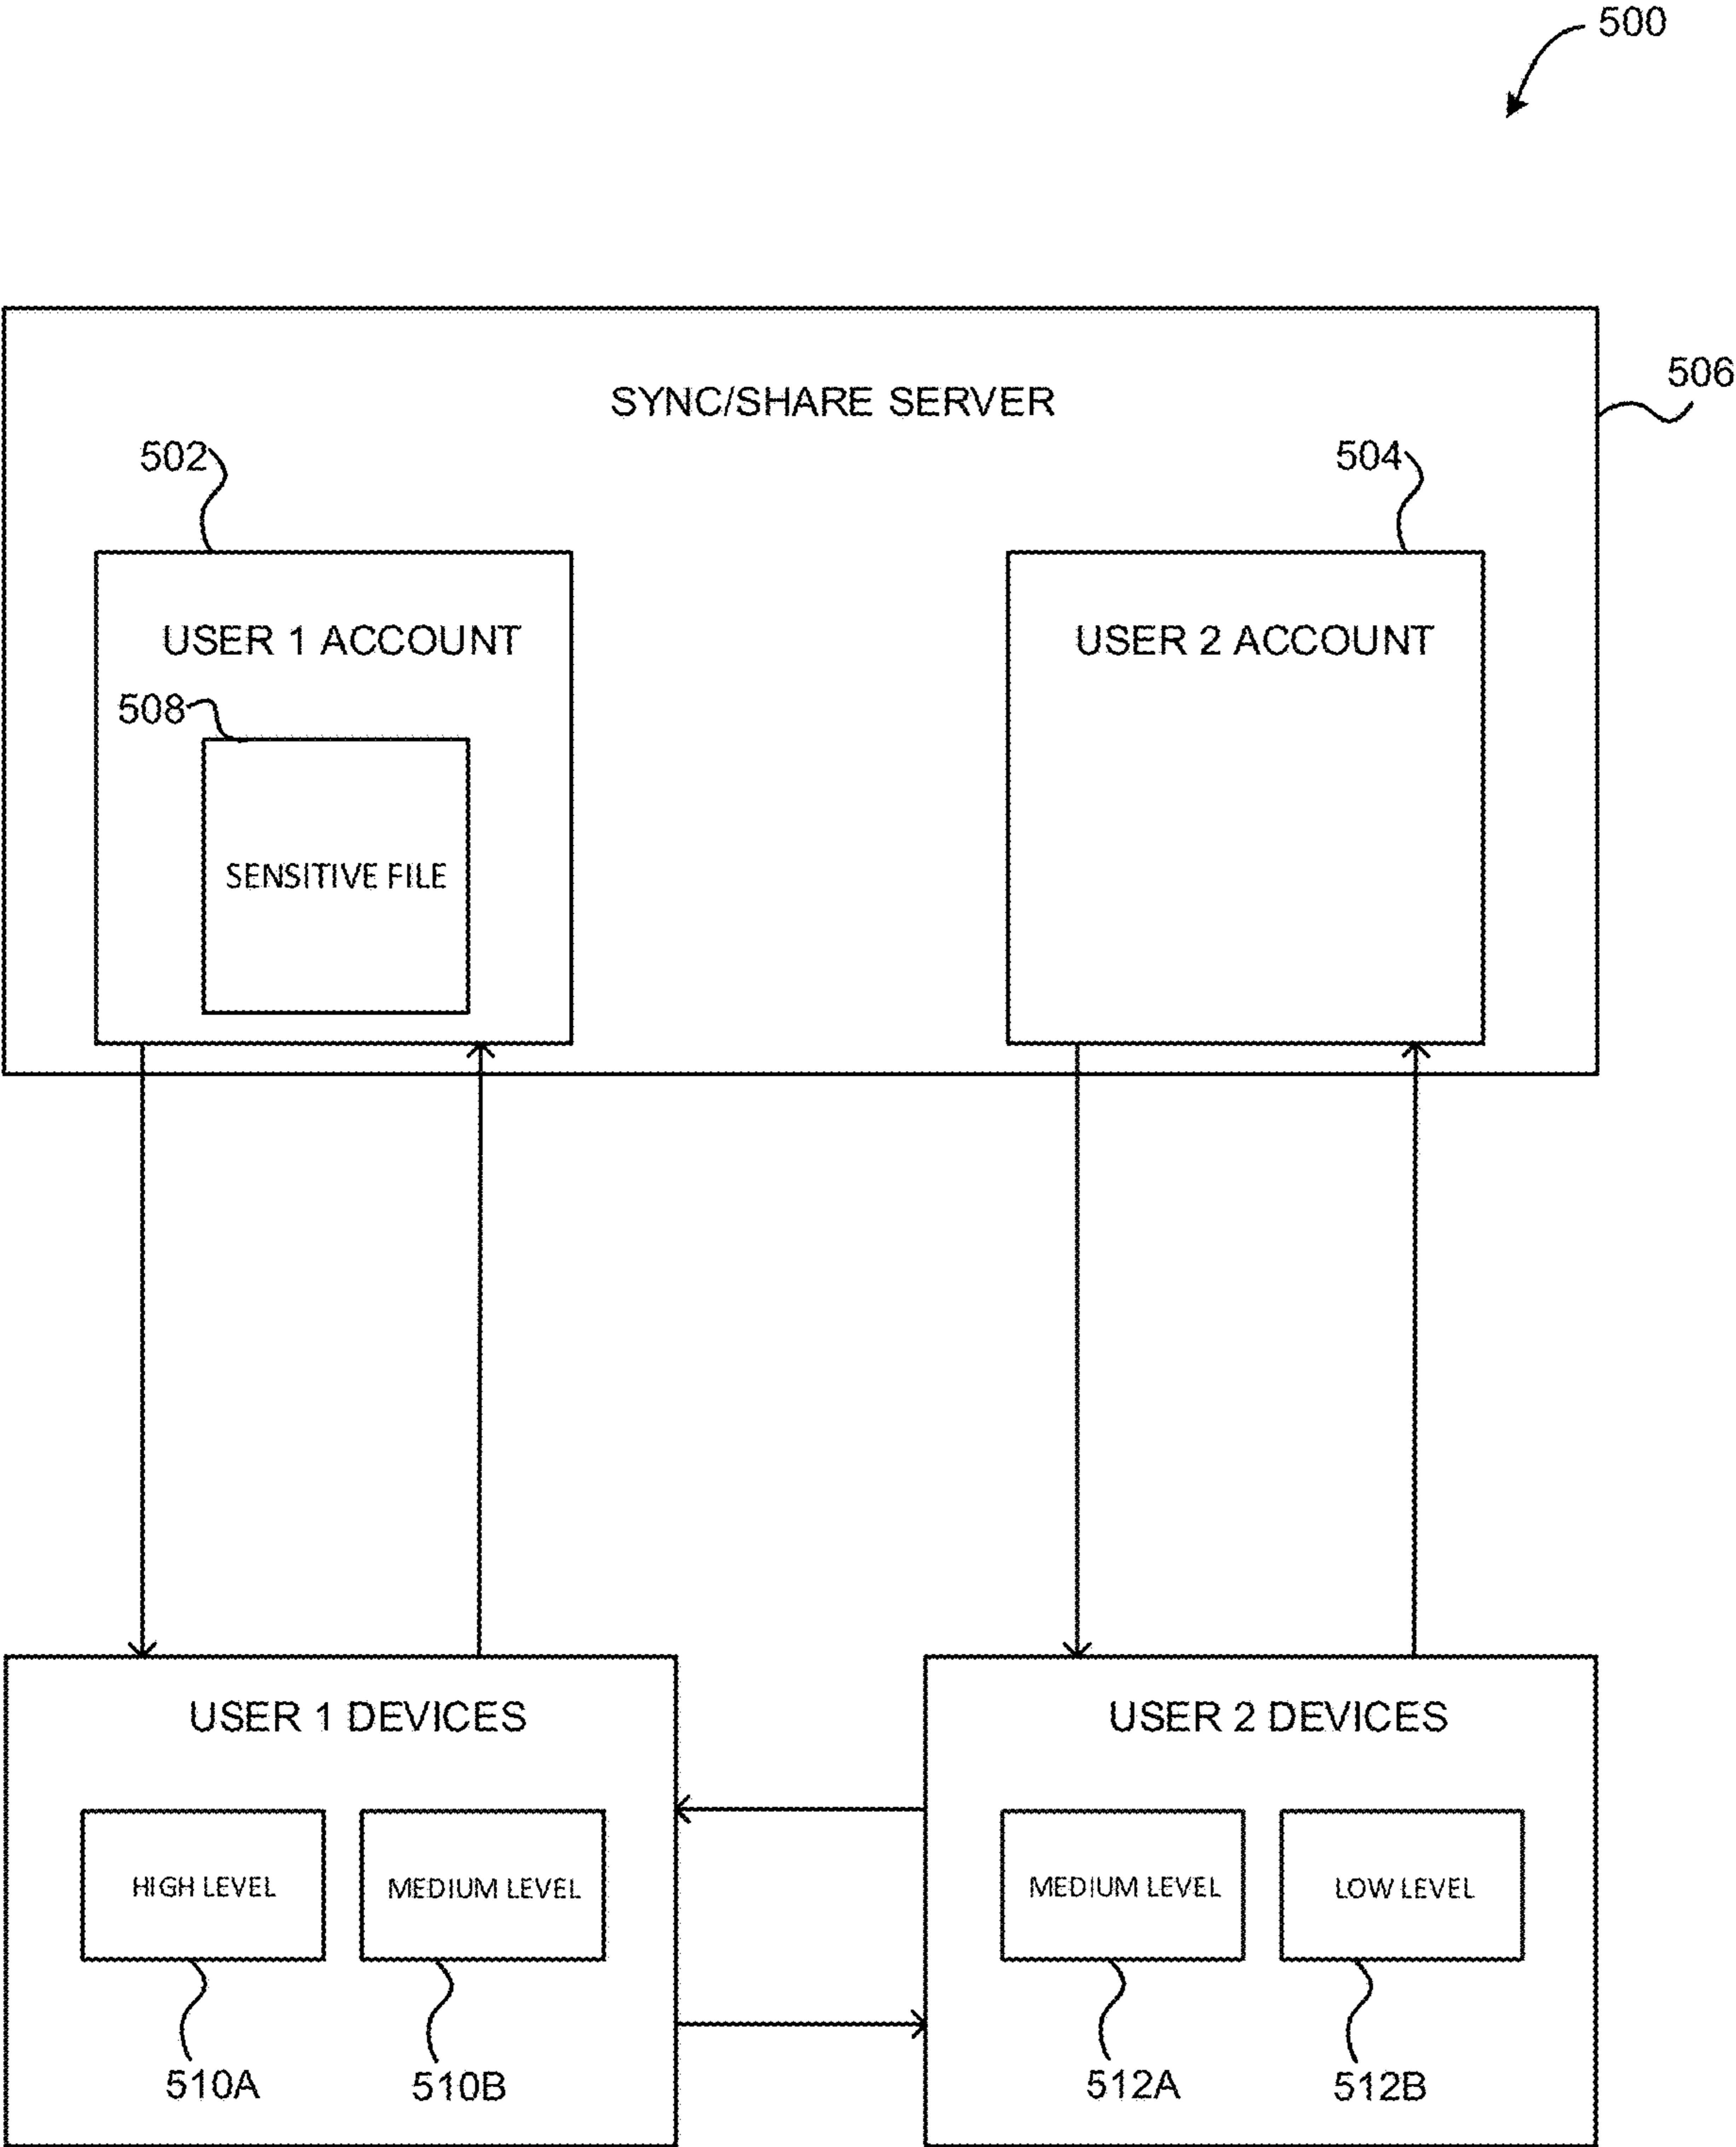 500
506
SYNC/SHARE SERVER
502
504
USER 1 ACCOUNT
USER 2 ACCOUNT
508
SENSITIVE FILE
USER 1 DEVICES
USER 2 DEVICES
HIGH LEVEL
MEDIUM LEVEL
MEDIUM LEVEL
LOW LEVEL
510A
510B
512A
512B